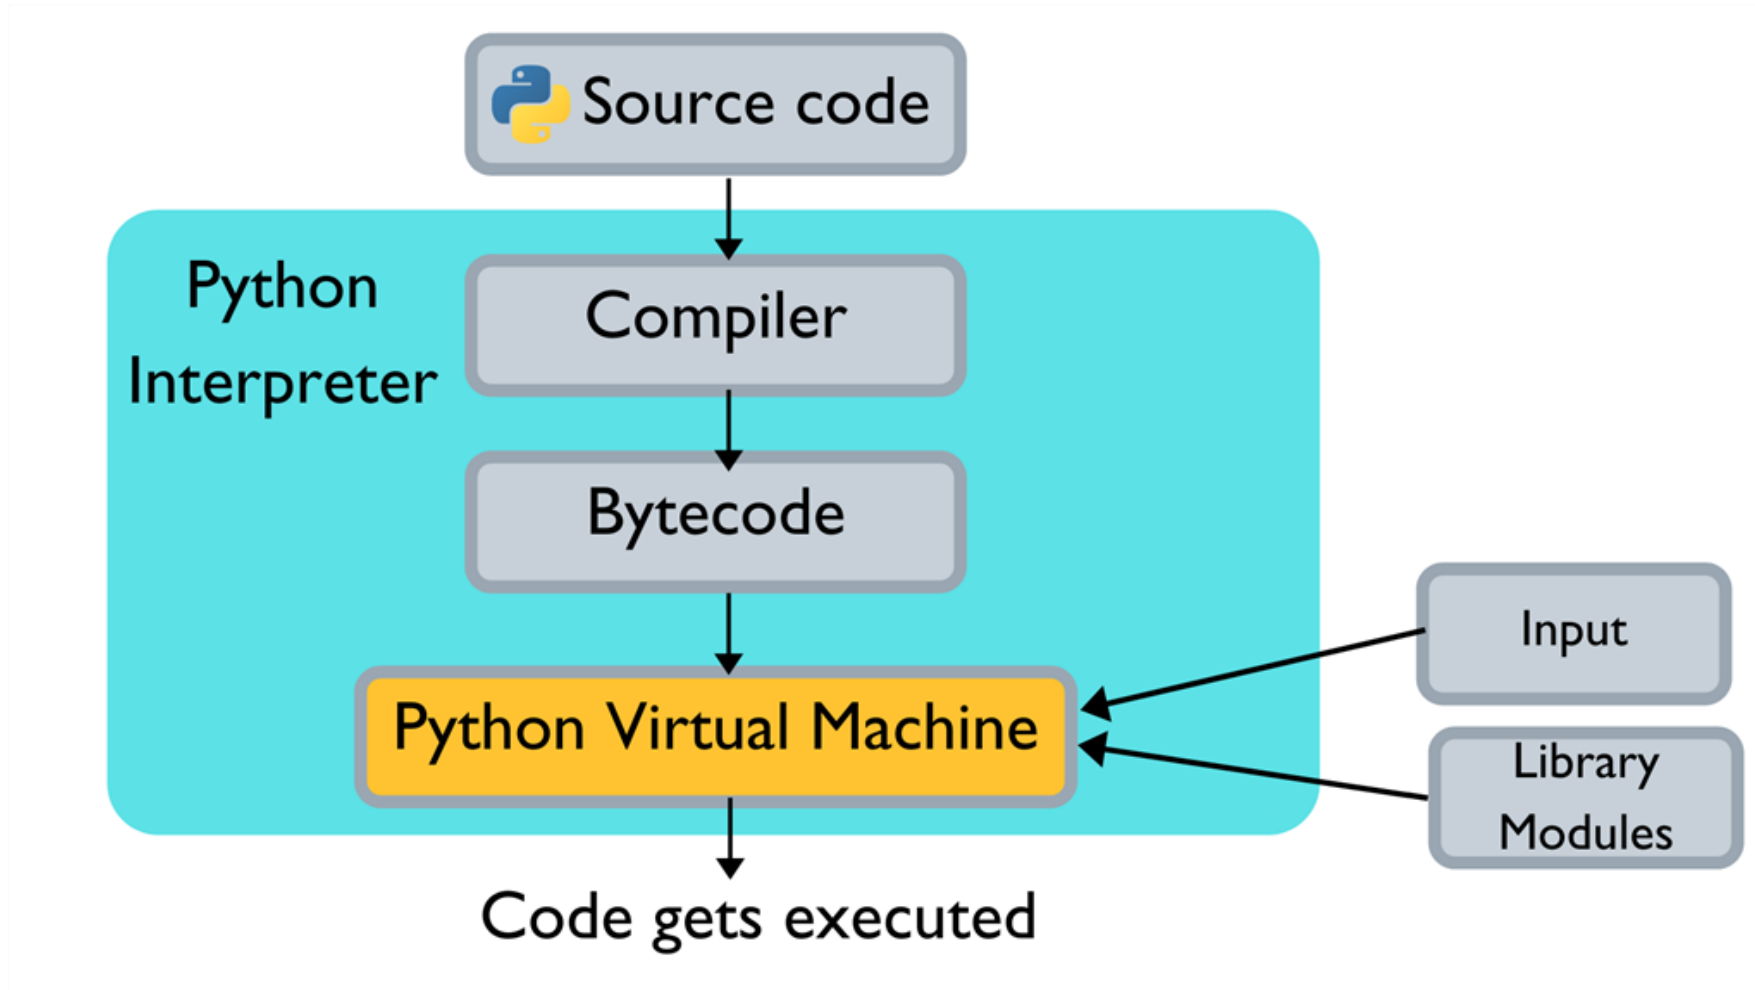 Source code
Python
Interpreter
Compiler
Bytecode
Python Virtual Machine
Input
Library
Modules
Code gets executed